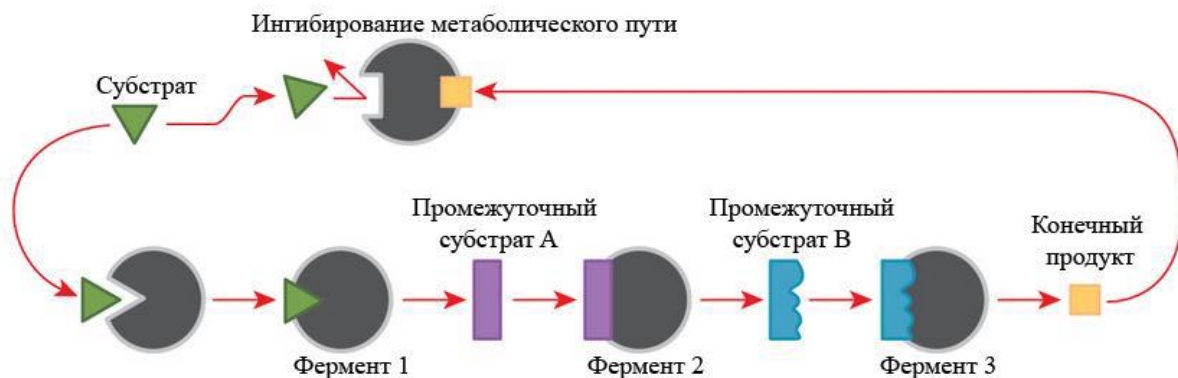 Ингибирование метаболического пути
Субстрат
Промежуточный
субстрат А
Промежуточный
субстрат В
Конечный
продукт
Фермент 1
Фермент 2
Фермент 3